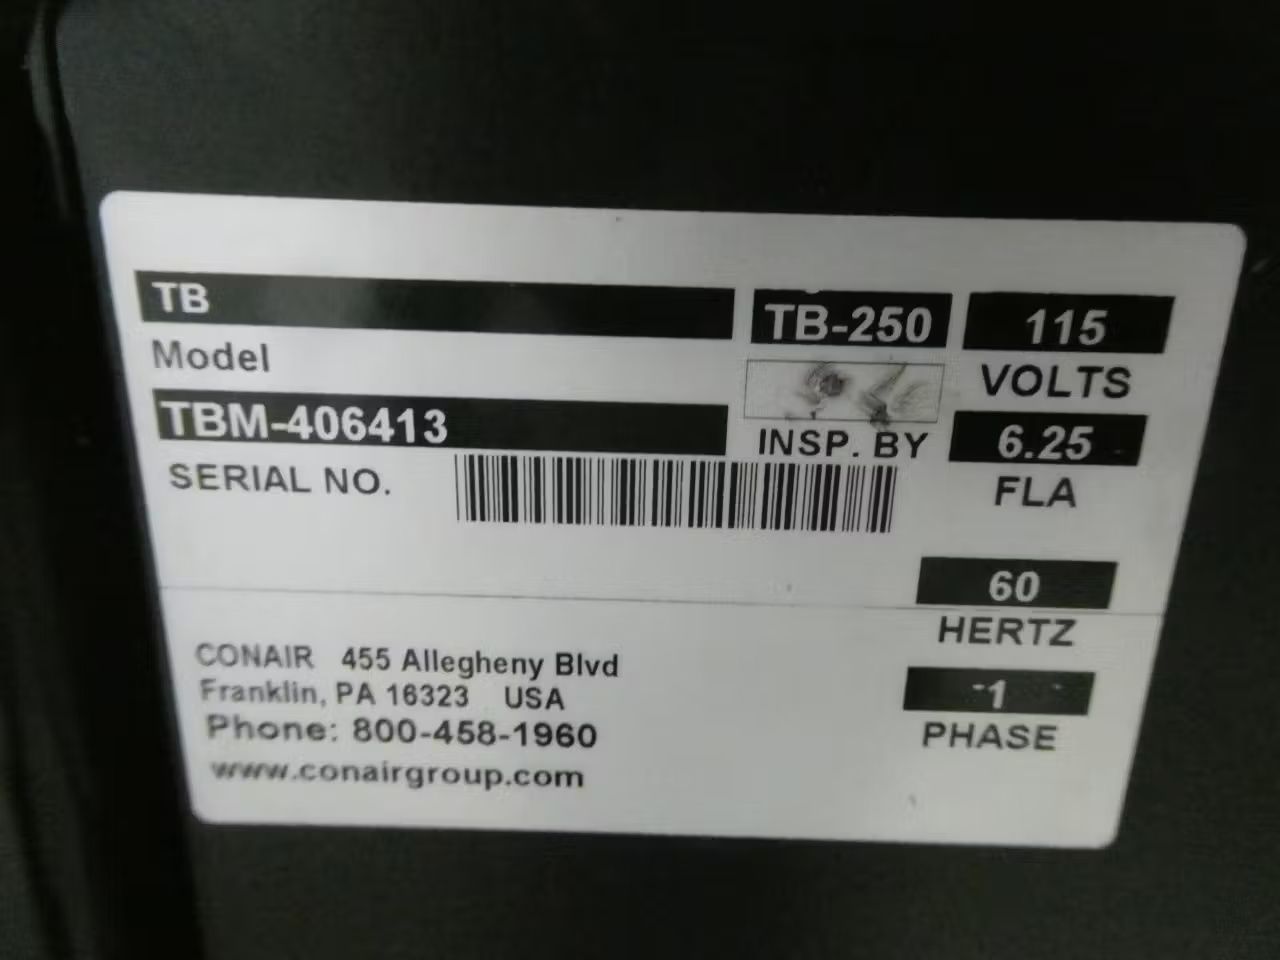 TB TB-250 115
Model VOLTS
TBM-406413 INSP. BY 6.25
SERIAL NO. FLA
60
HERTZ
CONAIR 455 Allegheny Blvd
Franklin, PA 16323 USA
1
Phone: 800-458-1960 PHASE
www.conairgroup.com